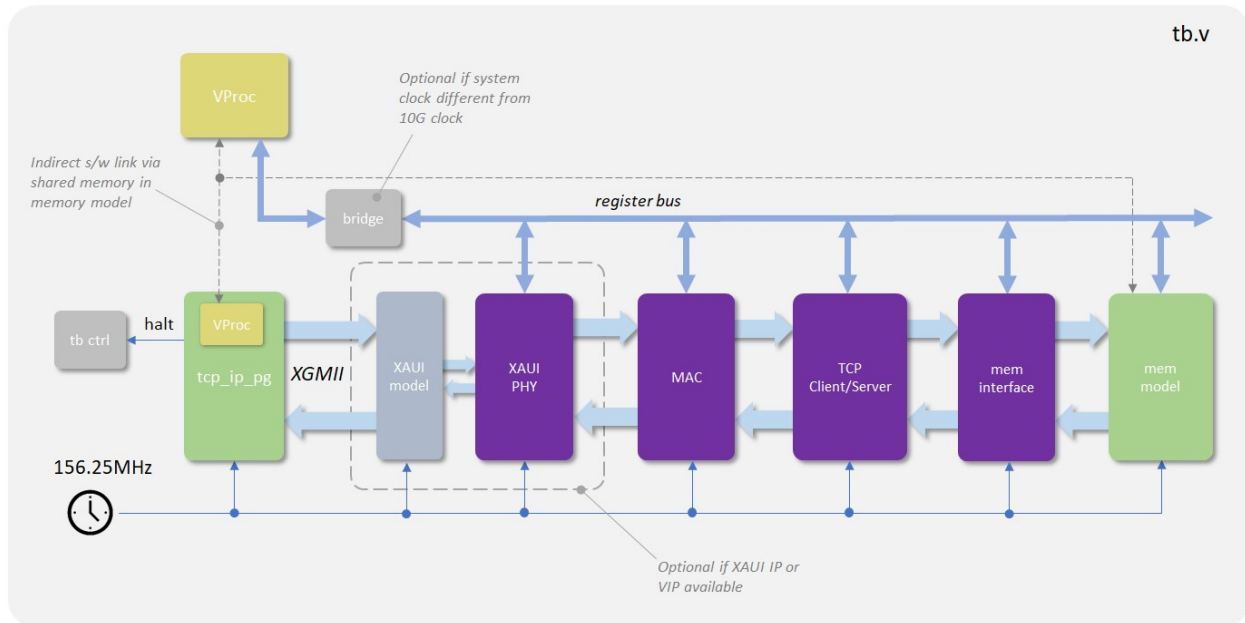 tb.v
VProc
Optional if system
clock different from
10G clock
Indirect s/w link via
shared memory in
memory model
bridge
register bus
tb ctrl
halt
VProc
tcp_ip_pg
XGMII
XAUI
model
XAUI
PHY
MAC
TCP
Client/Server
mem
interface
mem
model
156.25MHz
Optional if XAUI IP or
VIP available